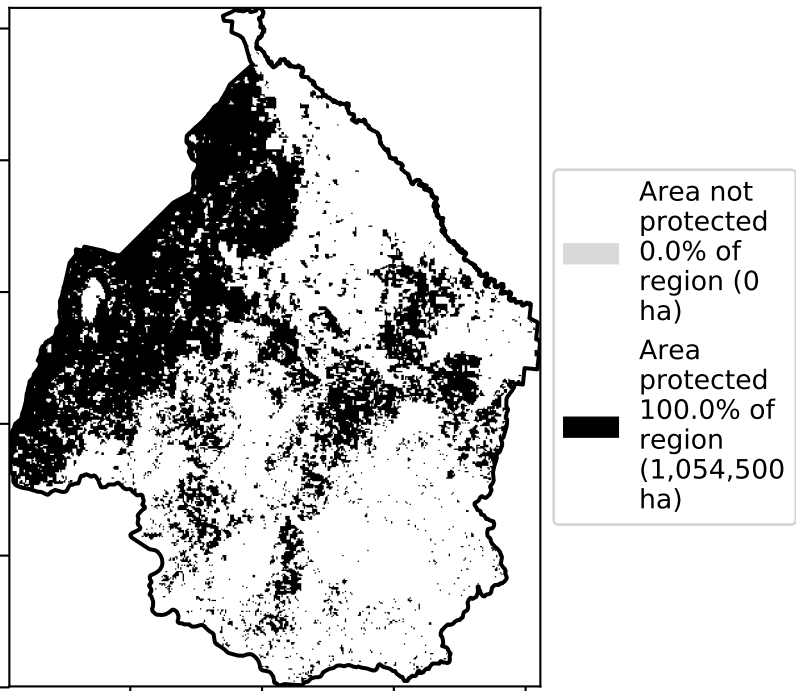 Area not
protected
0.0% of
region (0
ha)
Area
protected
100.0% of
region
(1,054,500
ha)